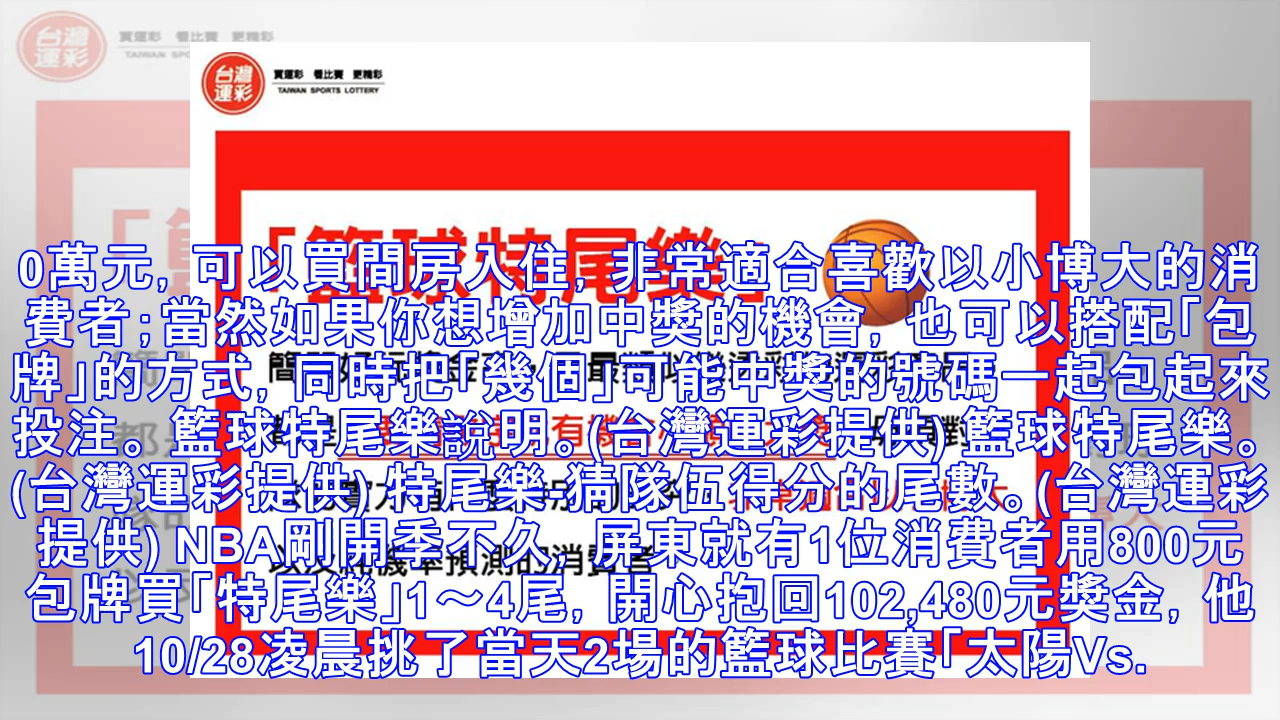 台灣
運彩
買運彩 看比賽 更精彩
TAIWAN SPORTS LOTTERY
「籃球特尾樂」
0萬元, 可以買間房入住, 非常適合喜歡以小博大的消
費者;當然如果你想增加中獎的機會, 也可以搭配「包
牌」的方式, 同時把「幾個」可能中獎的號碼一起包起來
投注。籃球特尾樂說明。(台灣運彩提供) 籃球特尾樂。
(台灣運彩提供) 特尾樂-猜隊伍得分的尾數。(台灣運彩
提供) NBA剛開季不久, 屏東就有1位消費者用800元
包牌買「特尾樂」1～4尾, 開心抱回102,480元獎金, 他
10/28凌晨挑了當天2場的籃球比賽「太陽Vs.